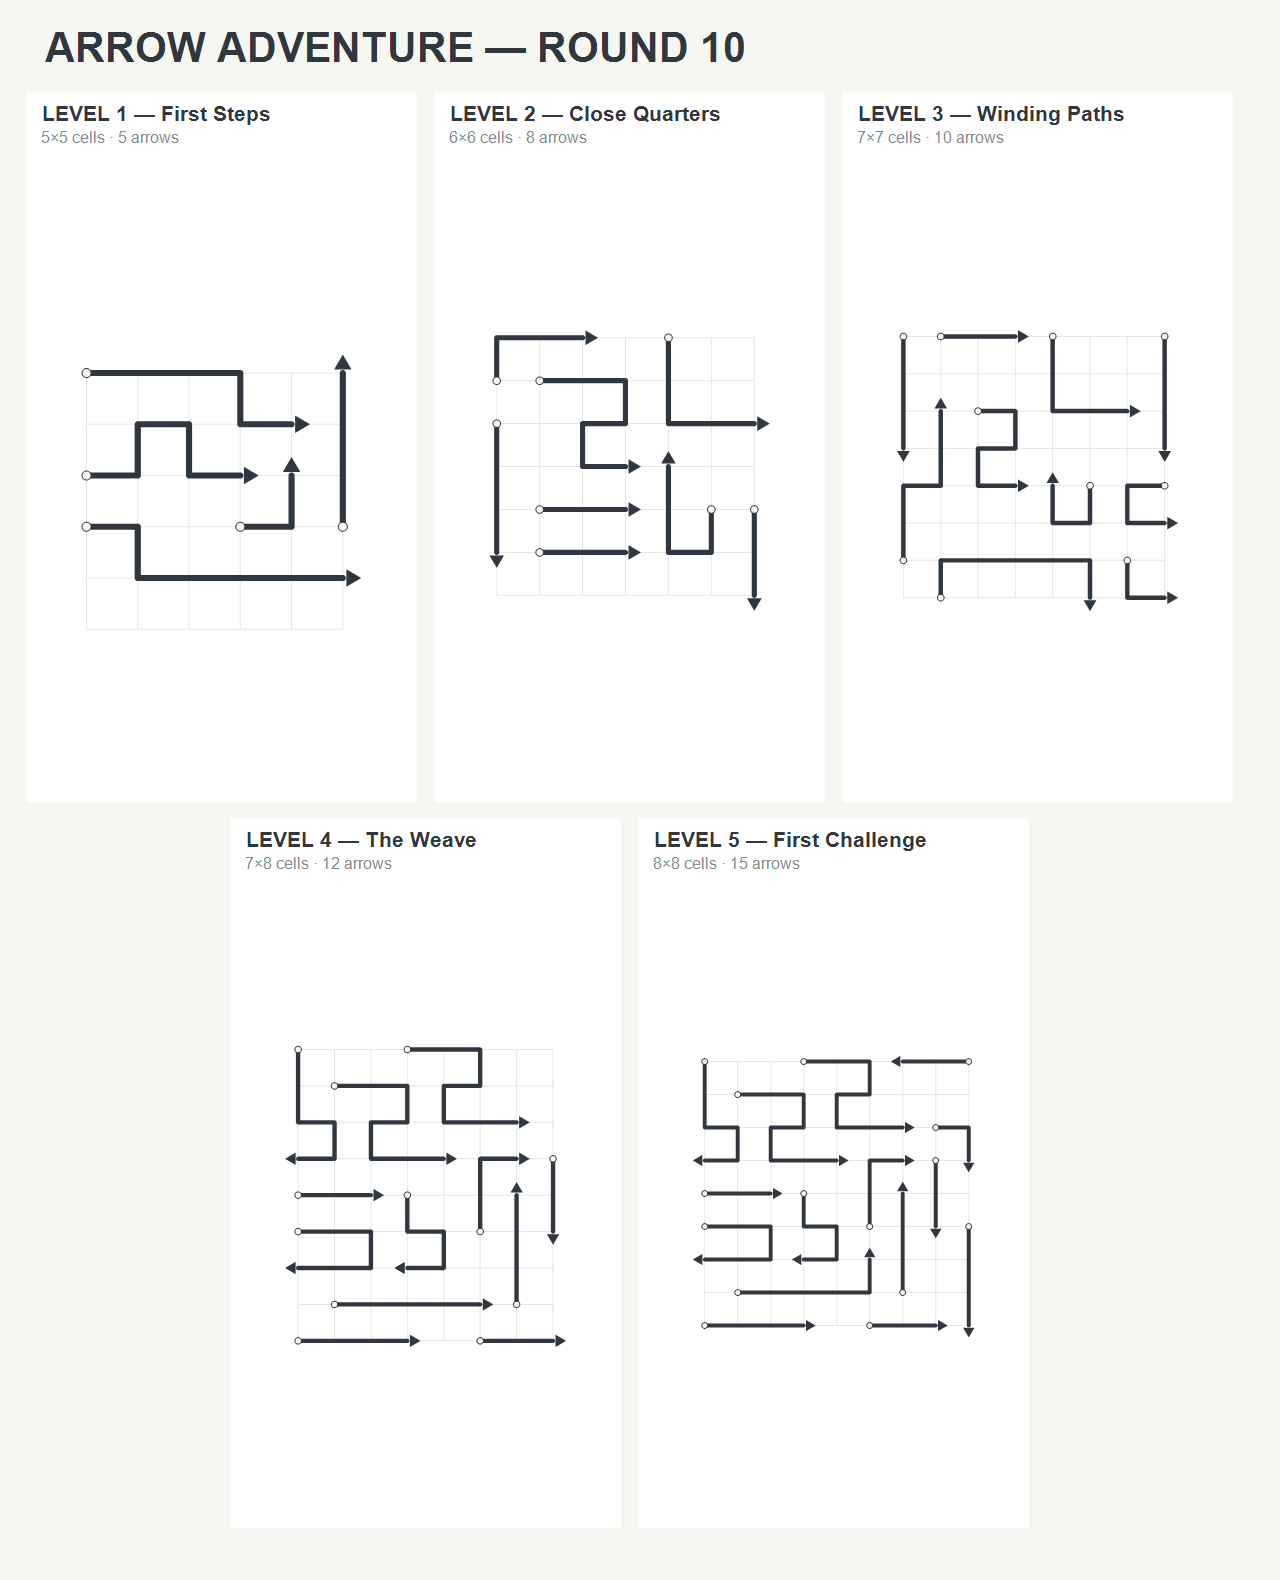 ARROW ADVENTURE — ROUND 10
LEVEL 1 — First Steps
5×5 cells · 5 arrows
LEVEL 2 — Close Quarters
6×6 cells · 8 arrows
LEVEL 3 — Winding Paths
7×7 cells · 10 arrows
LEVEL 4 — The Weave
7×8 cells · 12 arrows
LEVEL 5 — First Challenge
8×8 cells · 15 arrows